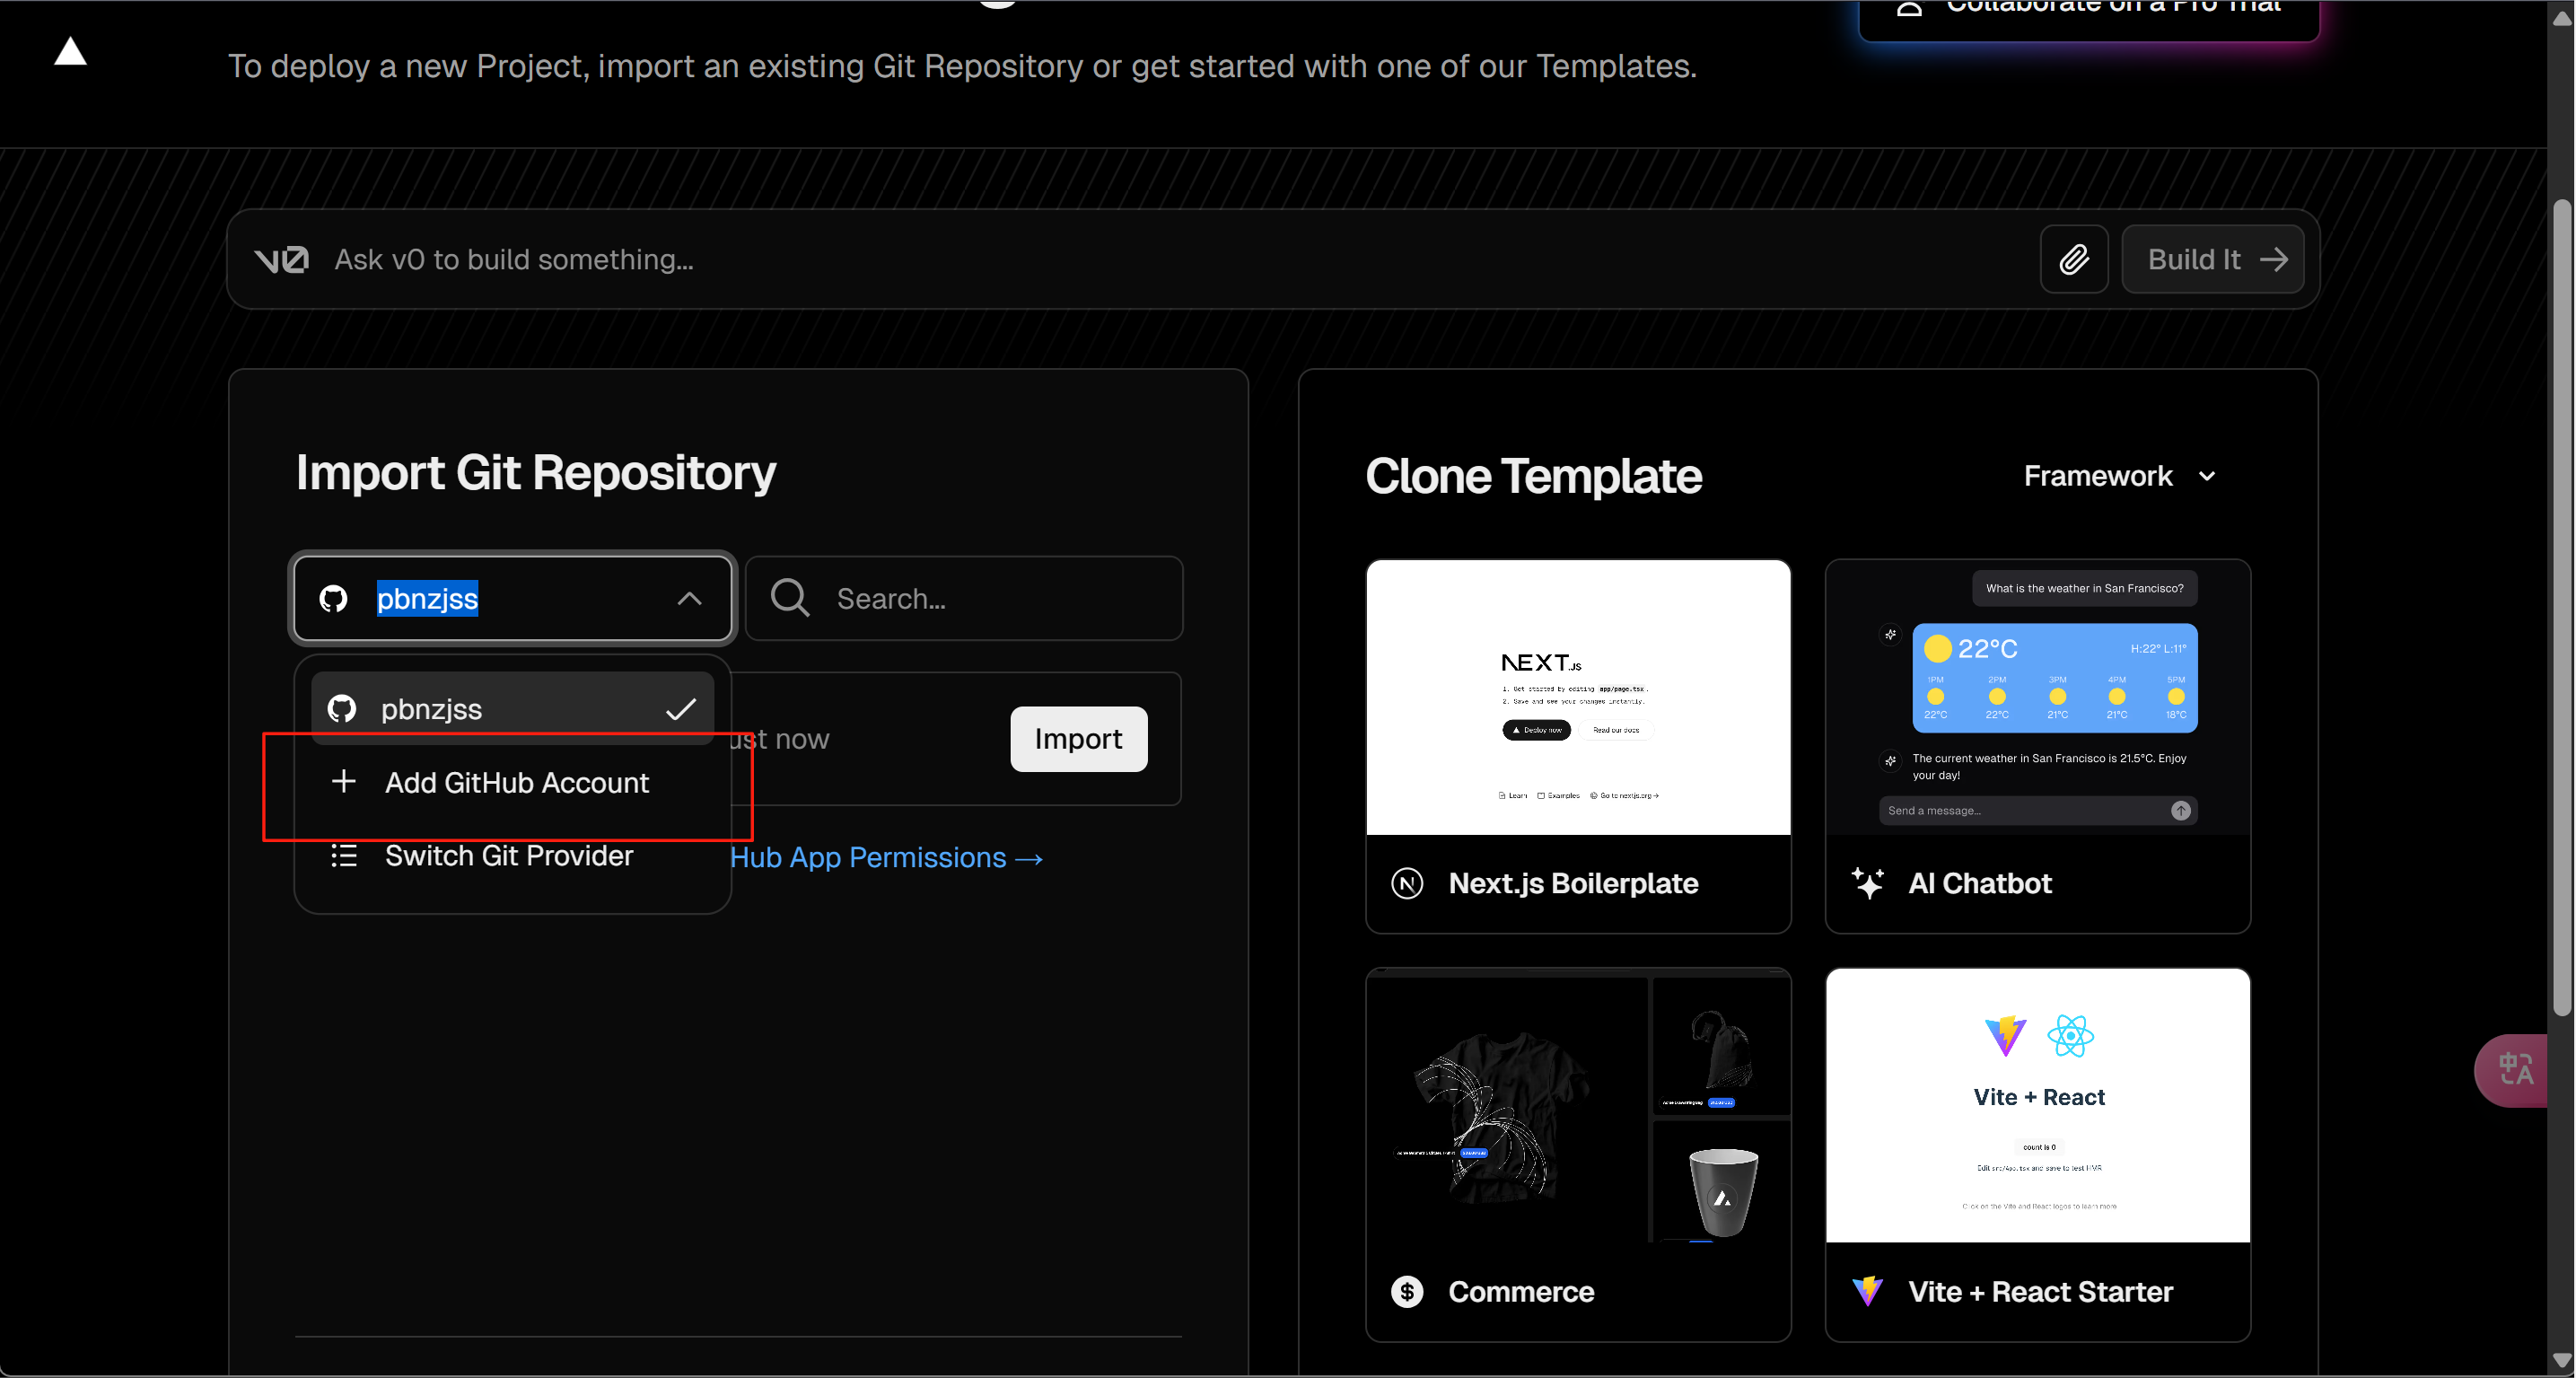 Collaborate on a Pro Trial
To deploy a new Project, import an existing Git Repository or get started with one of our Templates.
v0 Ask v0 to build something...
Build It →
Import Git Repository
pbnzjss
Search...
pbnzjss
ust now
Import
+ Add GitHub Account
Switch Git Provider
Hub App Permissions →
Clone Template
Framework
NEXT.js
1. Get started by editing app/page.tsx.
2. Save and see your changes instantly.
Deploy now
Read our docs
Learn
Examples
Go to nextjs.org →
Next.js Boilerplate
What is the weather in San Francisco?
22°C
H:22° L:11°
1PM 2PM 3PM 4PM 5PM
22°C 22°C 21°C 21°C 18°C
The current weather in San Francisco is 21.5°C. Enjoy
your day!
Send a message...
AI Chatbot
$ Commerce
Vite + React
count is 0
Edit src/App.tsx and save to test HMR
Click on the Vite and React logos to learn more
Vite + React Starter
中A